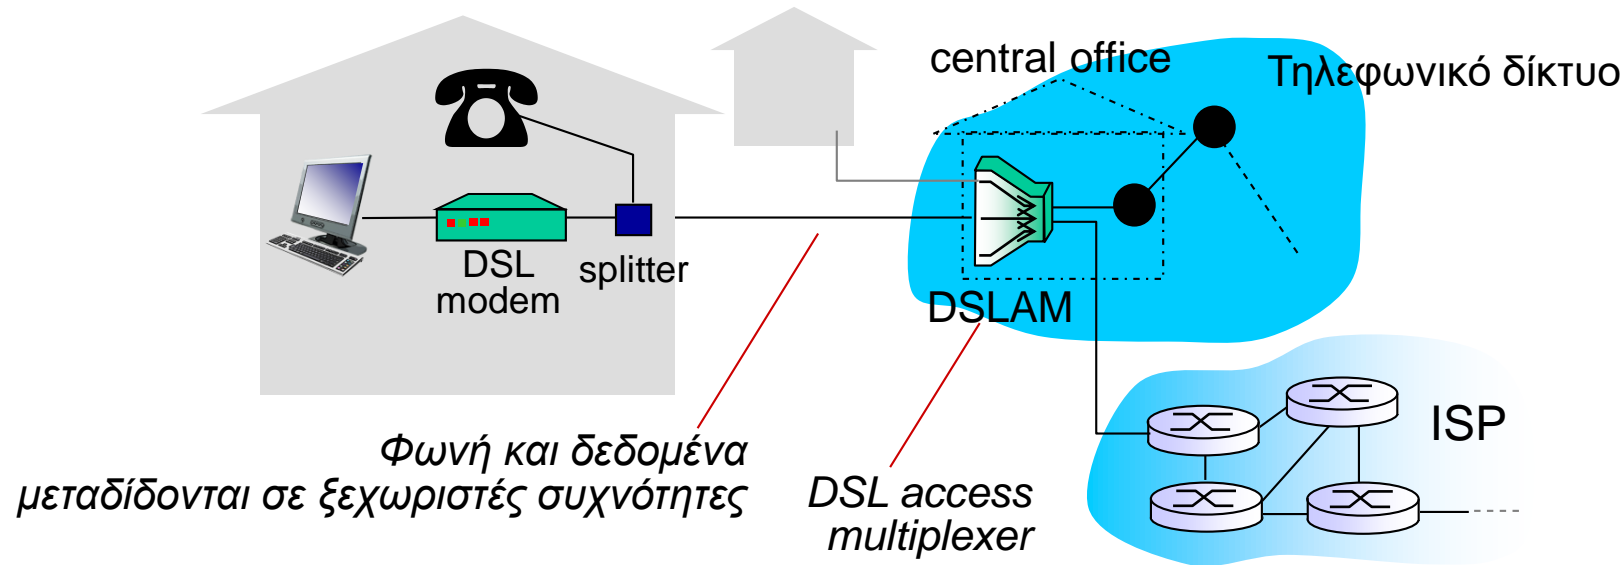 central office
Τηλεφωνικό δίκτυο
DSL
modem
splitter
DSLAM
ISP
Φωνή και δεδομένα
μεταδίδονται σε ξεχωριστές συχνότητες
DSL access
multiplexer